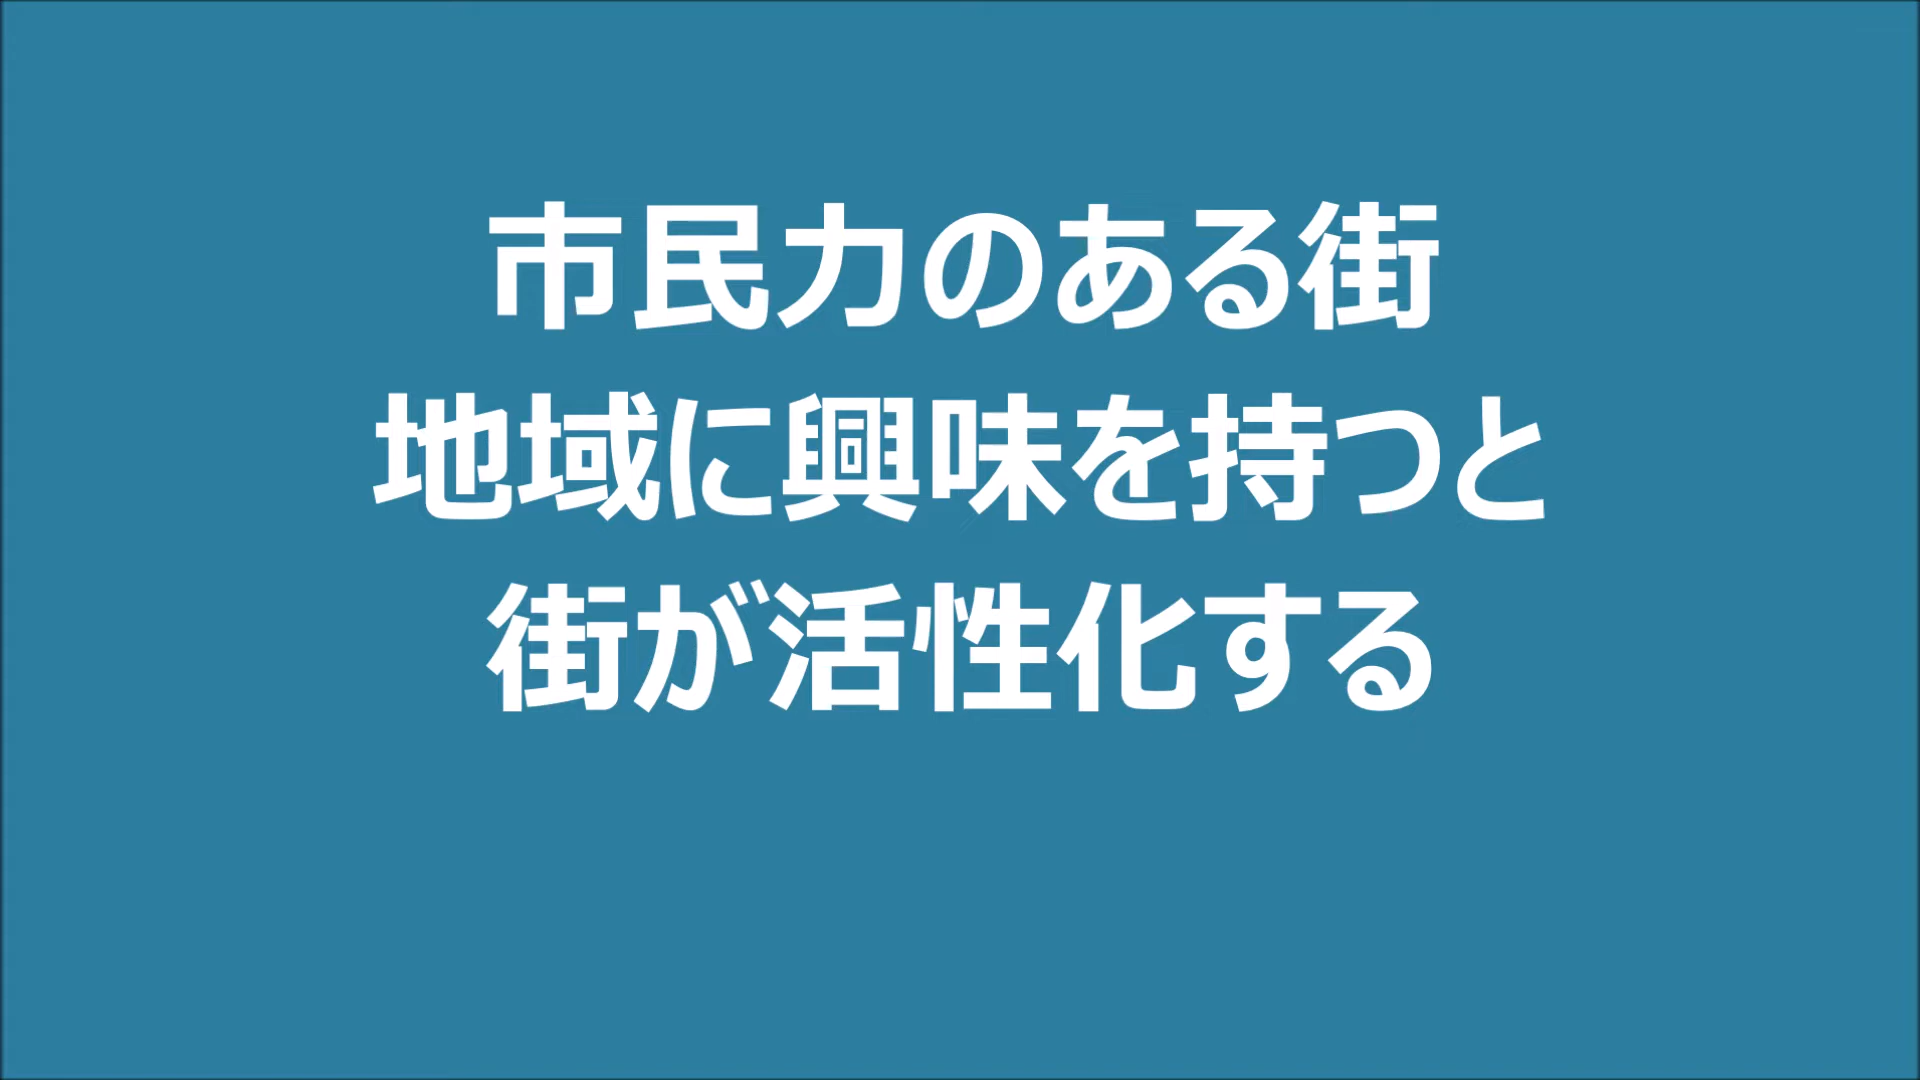 市民力のある街
地域に興味を持つと
街が活性化する